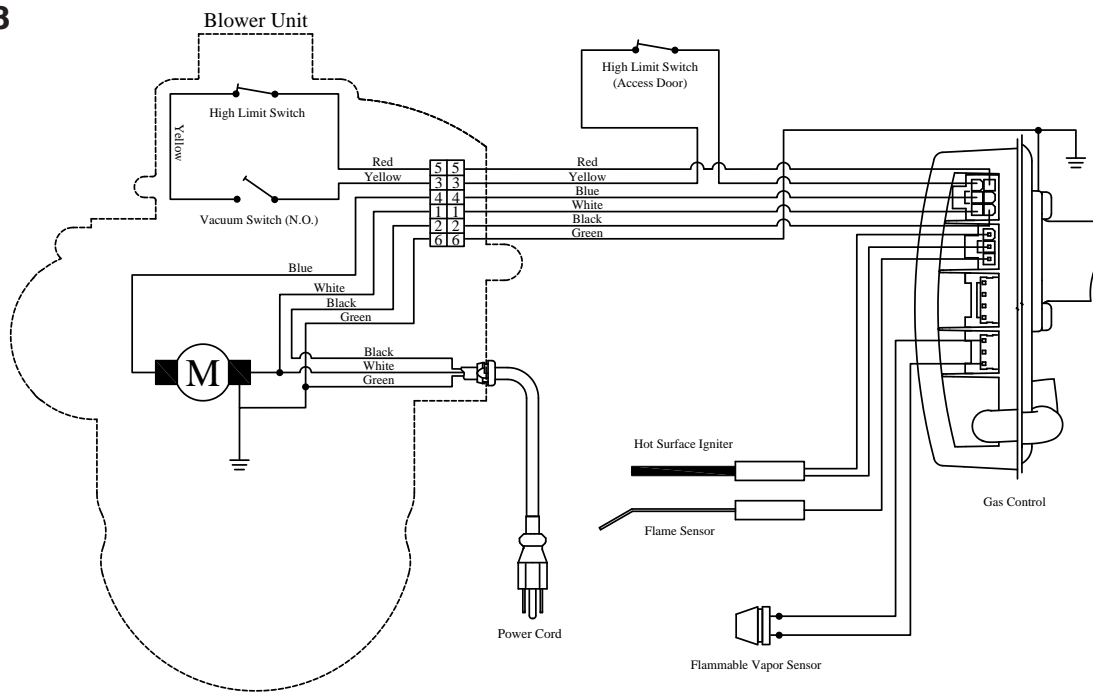 3
Blower Unit
High Limit Switch
Yellow
Vacuum Switch (N.O.)
High Limit Switch
(Access Door)
Red 5 5 Red
Yellow 3 3 Yellow
4 4 Blue
1 1 White
2 2 Black
6 6 Green
Blue
White
Black
Green
Black
White
Green
M
Hot Surface Igniter
Flame Sensor
Gas Control
Power Cord
Flammable Vapor Sensor